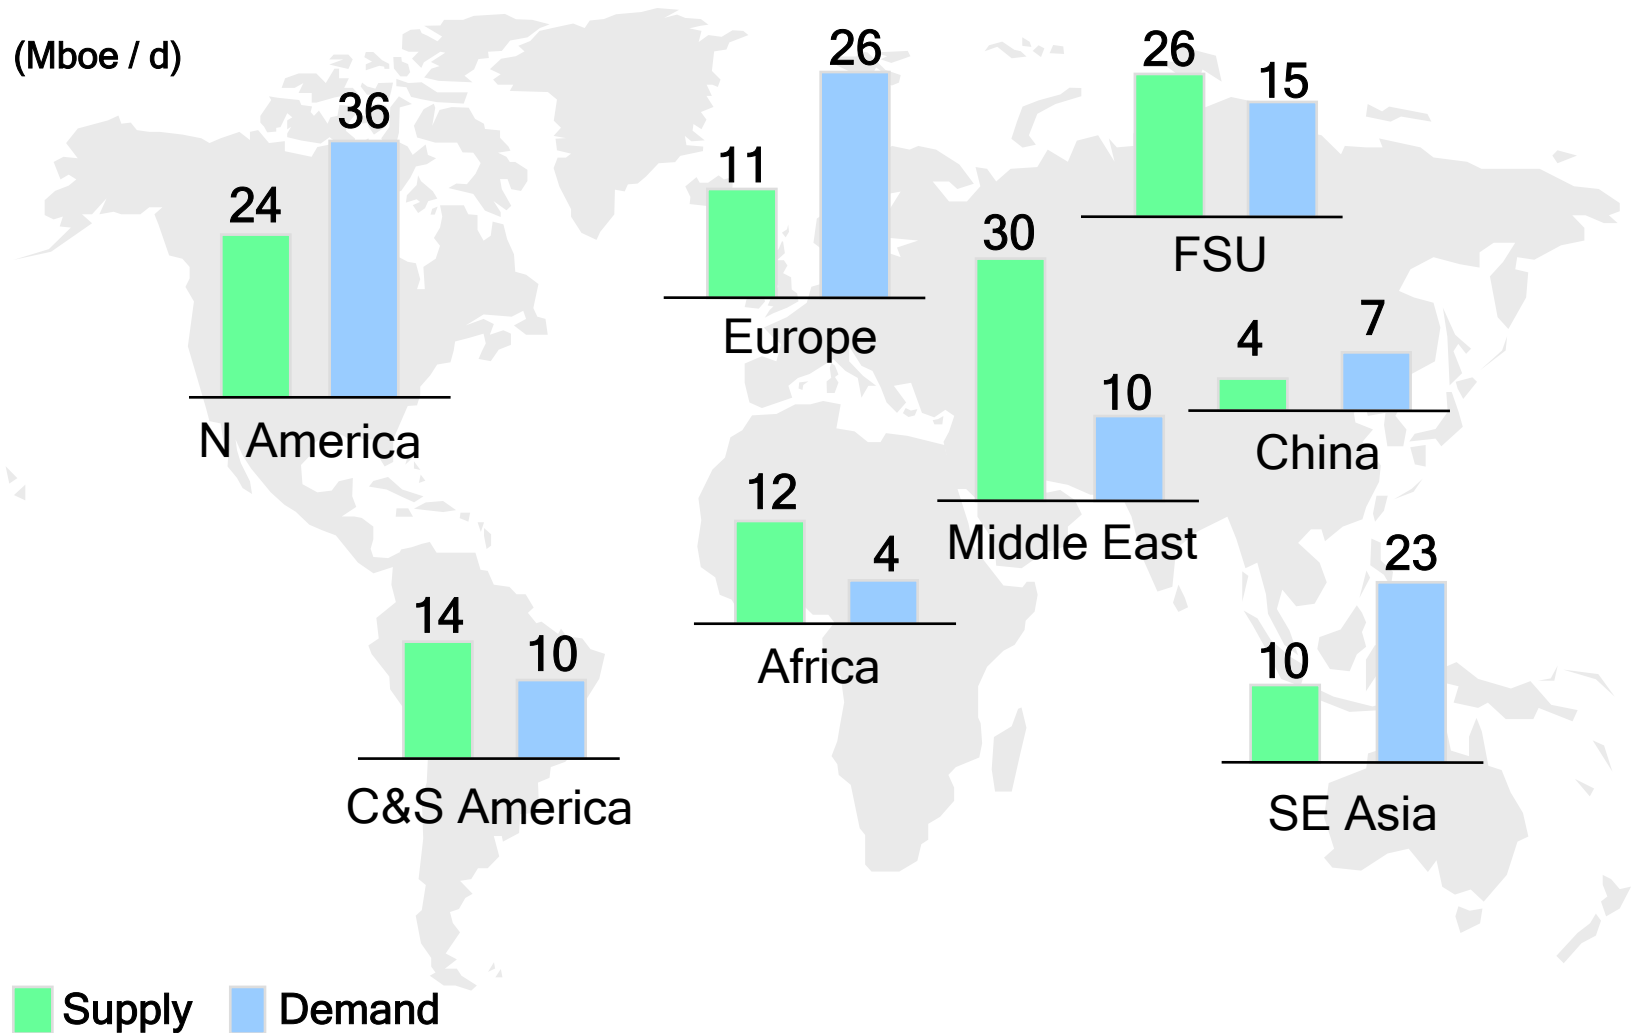 (Mboe / d)
24
36
N America
11
26
Europe
26
15
FSU
30
10
Middle East
4
7
China
12
4
Africa
14
10
C&S America
10
23
SE Asia
Supply
Demand